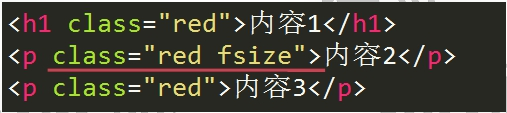 <h1 class="red">内容1</h1>
<p class="red fsize">内容2</p>
<p class="red">内容3</p>